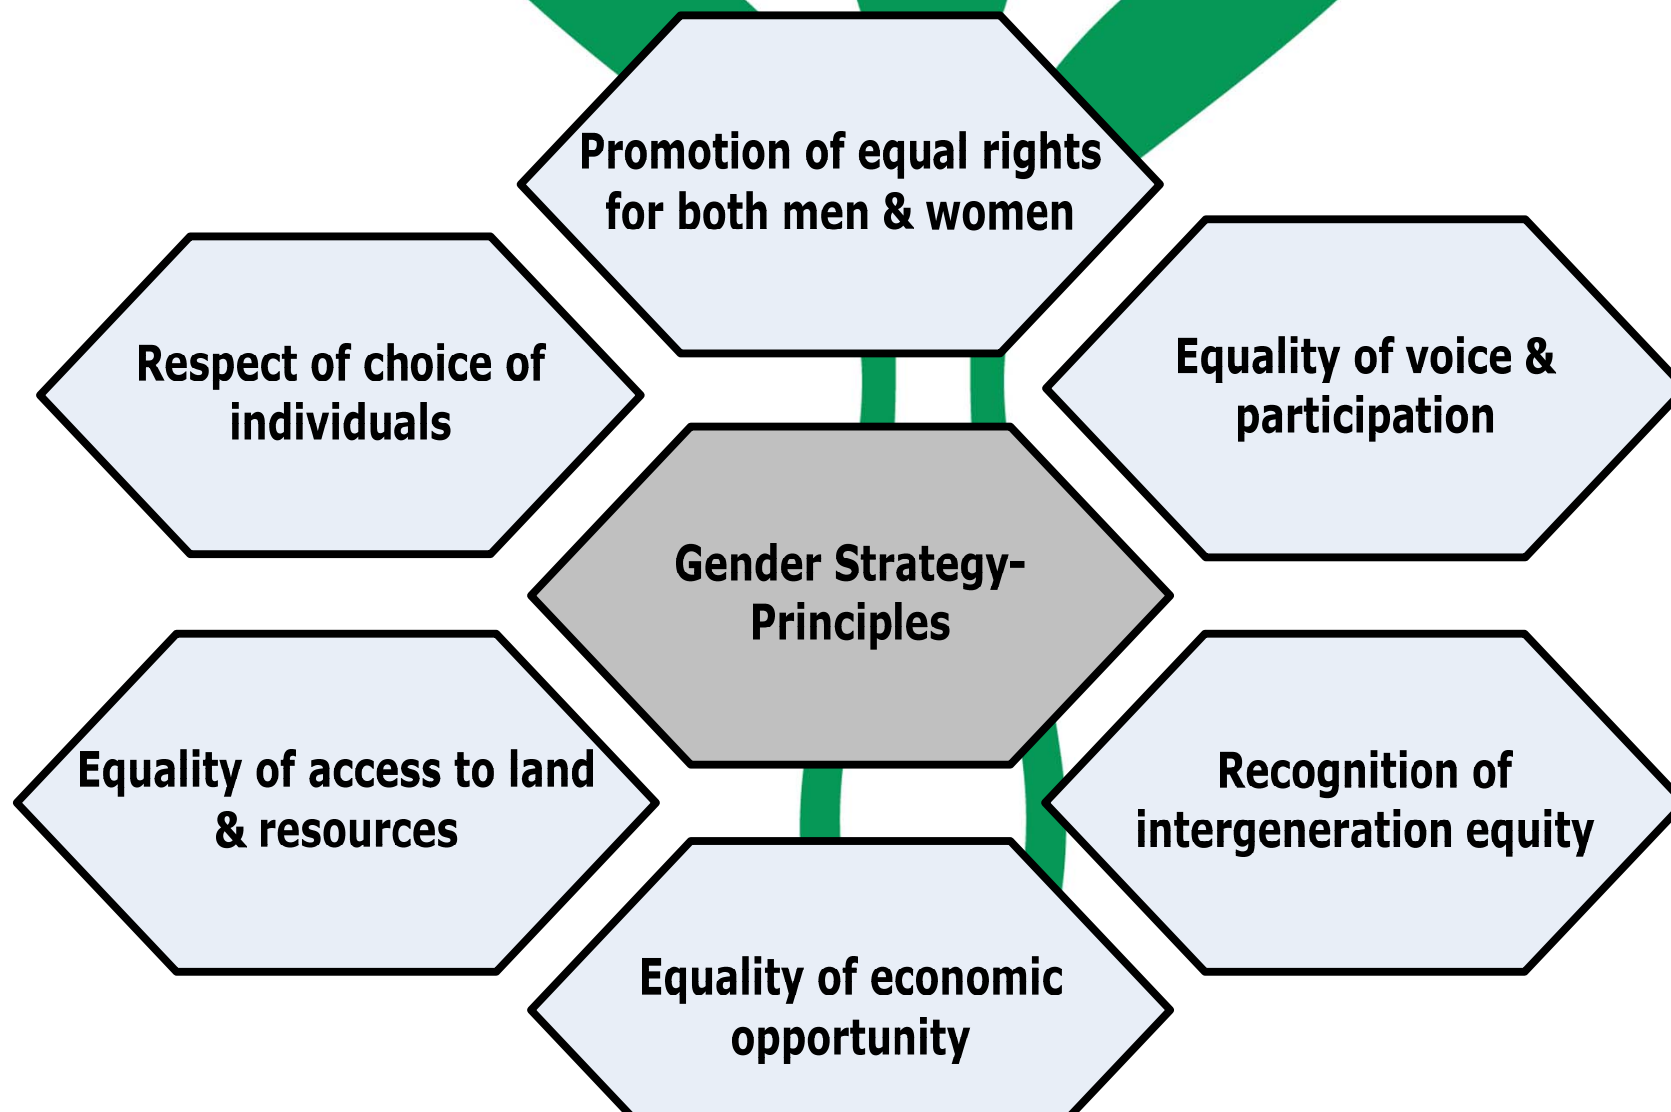 Promotion of equal rights
for both men & women
Respect of choice of
individuals
Equality of voice &
participation
Gender Strategy-
Principles
Equality of access to land
& resources
Recognition of
intergeneration equity
Equality of economic
opportunity